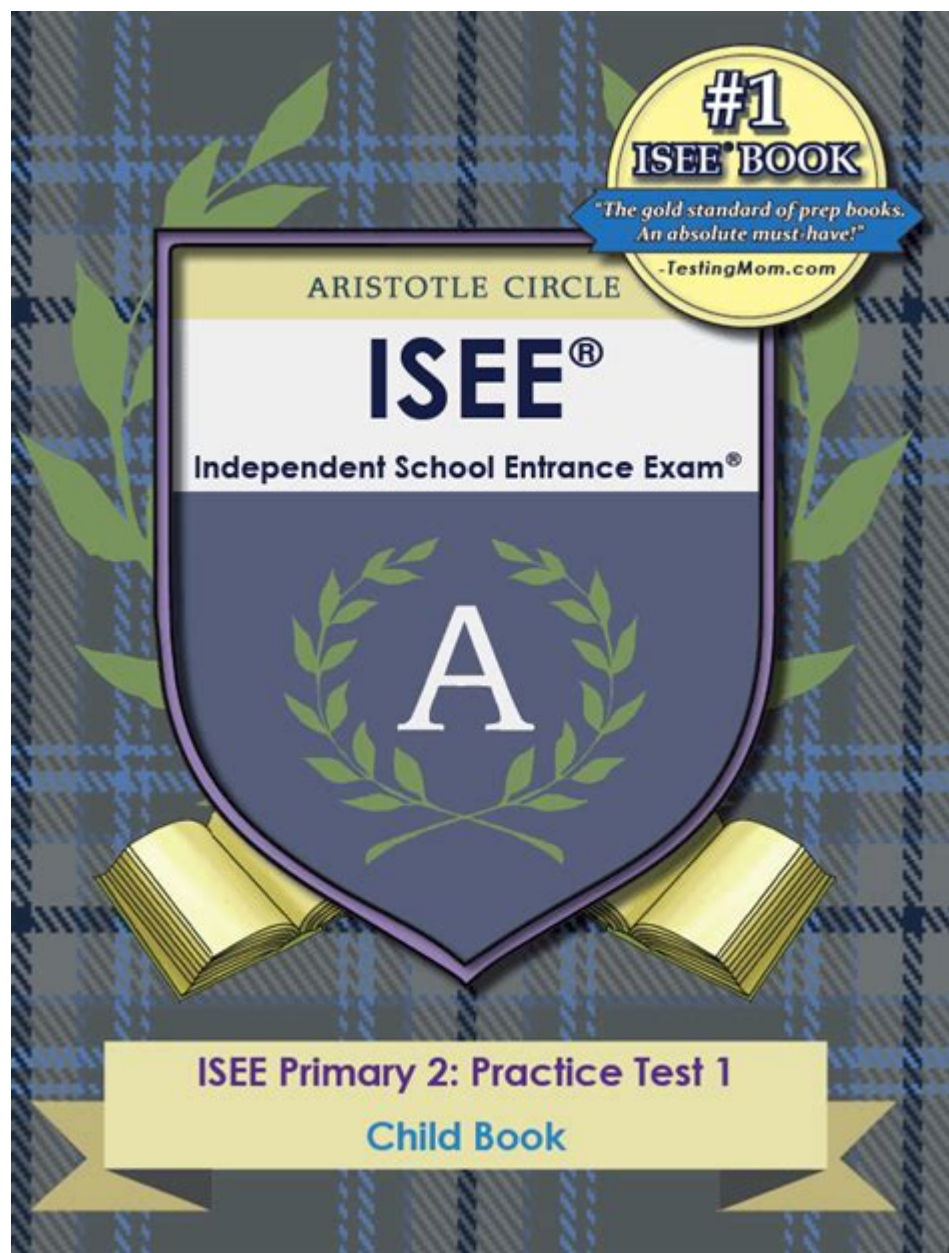 #1
ISEE® BOOK
"The gold standard of prep books.
An absolute must-have!"
-TestingMom.com
ARISTOTLE CIRCLE
ISEE®
Independent School Entrance Exam®
A
ISEE Primary 2: Practice Test 1
Child Book